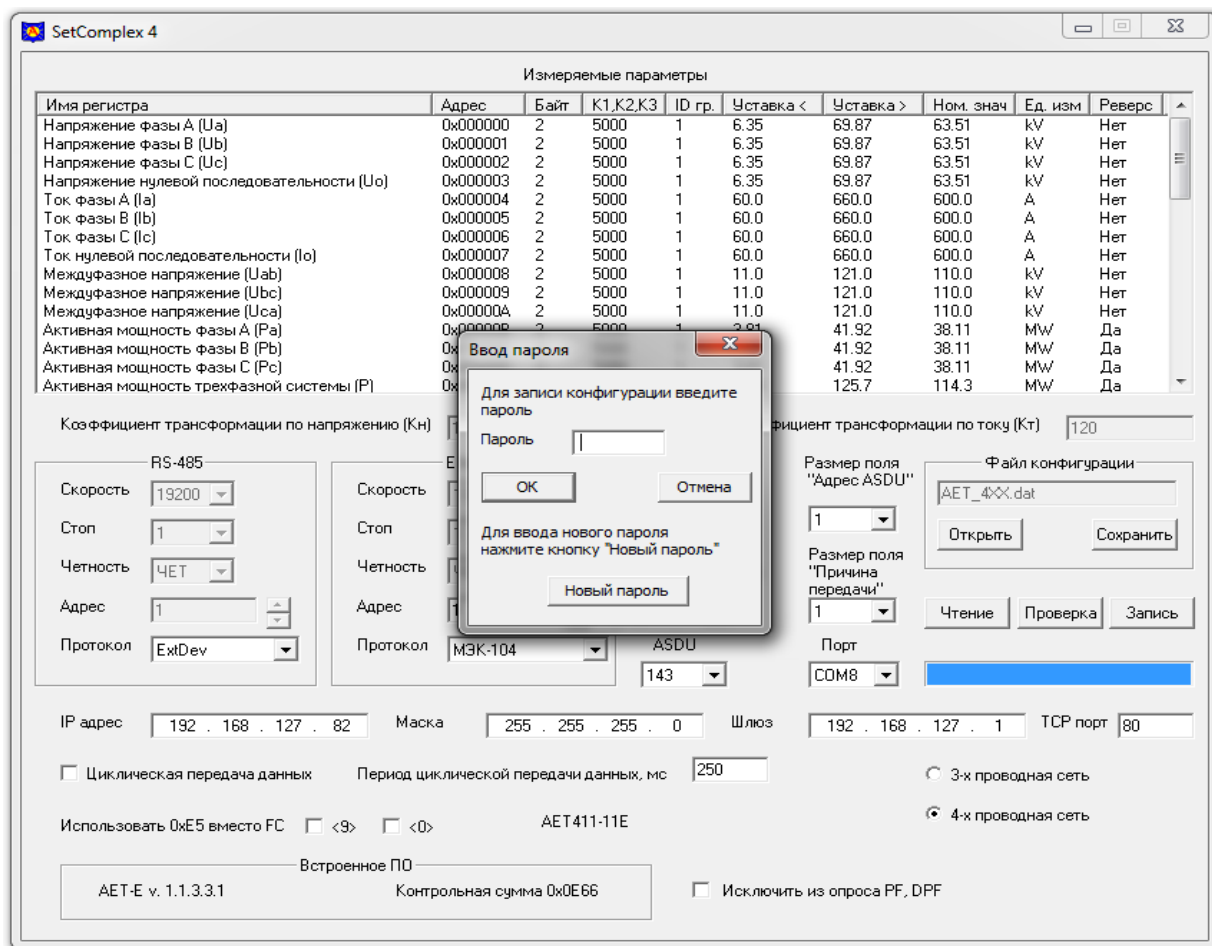 SetComplex 4
Измеряемые параметры
Имя регистра Адрес Байт K1,K2,K3 ID гр. Уставка < Уставка > Ном. знач Ед. изм Реверс
Напряжение фазы A (Ua) 0x000000 2 5000 1 6.35 69.87 63.51 kV Нет
Напряжение фазы B (Ub) 0x000001 2 5000 1 6.35 69.87 63.51 kV Нет
Напряжение фазы C (Uc) 0x000002 2 5000 1 6.35 69.87 63.51 kV Нет
Напряжение нулевой последовательности (Uo) 0x000003 2 5000 1 6.35 69.87 63.51 kV Нет
Ток фазы A (Ia) 0x000004 2 5000 1 60.0 660.0 600.0 A Нет
Ток фазы B (Ib) 0x000005 2 5000 1 60.0 660.0 600.0 A Нет
Ток фазы C (Ic) 0x000006 2 5000 1 60.0 660.0 600.0 A Нет
Ток нулевой последовательности (Io) 0x000007 2 5000 1 60.0 660.0 600.0 A Нет
Междуфазное напряжение (Uab) 0x000008 2 5000 1 11.0 121.0 110.0 kV Нет
Междуфазное напряжение (Ubc) 0x000009 2 5000 1 11.0 121.0 110.0 kV Нет
Междуфазное напряжение (Uca) 0x00000A 2 5000 1 11.0 121.0 110.0 kV Нет
Активная мощность фазы A (Pa) 41.92 38.11 MW Да
Активная мощность фазы B (Pb) 41.92 38.11 MW Да
Активная мощность фазы C (Pc) 41.92 38.11 MW Да
Активная мощность трехфазной системы (P) 125.7 114.3 MW Да
Ввод пароля
Для записи конфигурации введите
пароль
Пароль
OK Отмена
Для ввода нового пароля
нажмите кнопку "Новый пароль"
Новый пароль
Коэффициент трансформации по напряжению (Кн) трансформации по току (Кт) 120
RS-485
Скорость 19200
Стоп 1
Четность ЧЕТ
Адрес 1
Протокол ExtDev
Скорость
Стоп
Четность
Адрес
Протокол МЭК-104
ASDU
143
Размер поля
"Адрес ASDU"
1
Размер поля
"Причина
передачи"
1
Порт
COM8
Файл конфигурации
AET_4XX.dat
Открыть Сохранить
Чтение Проверка Запись
IP адрес 192 . 168 . 127 . 82 Маска 255 . 255 . 255 . 0 Шлюз 192 . 168 . 127 . 1 TCP порт 80
Циклическая передача данных Период циклической передачи данных, мс 250 3-х проводная сеть
Использовать 0xE5 вместо FC <9> <0> AET411-11E 4-х проводная сеть
Встроенное ПО
AET-E v. 1.1.3.3.1 Контрольная сумма 0x0E66 Исключить из опроса PF, DPF